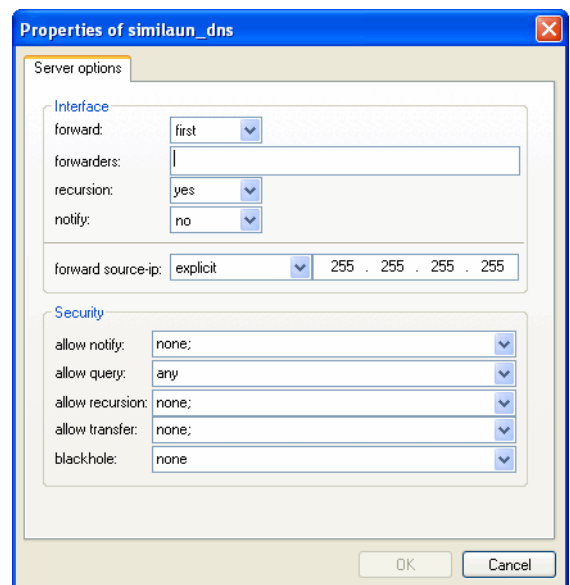 Properties of similaun_dns
Server options
Interface
forward: first
forwarders:
recursion: yes
notify: no
forward source-ip: explicit 255 . 255 . 255 . 255
Security
allow notify: none;
allow query: any
allow recursion: none;
allow transfer: none;
blackhole: none
OK Cancel